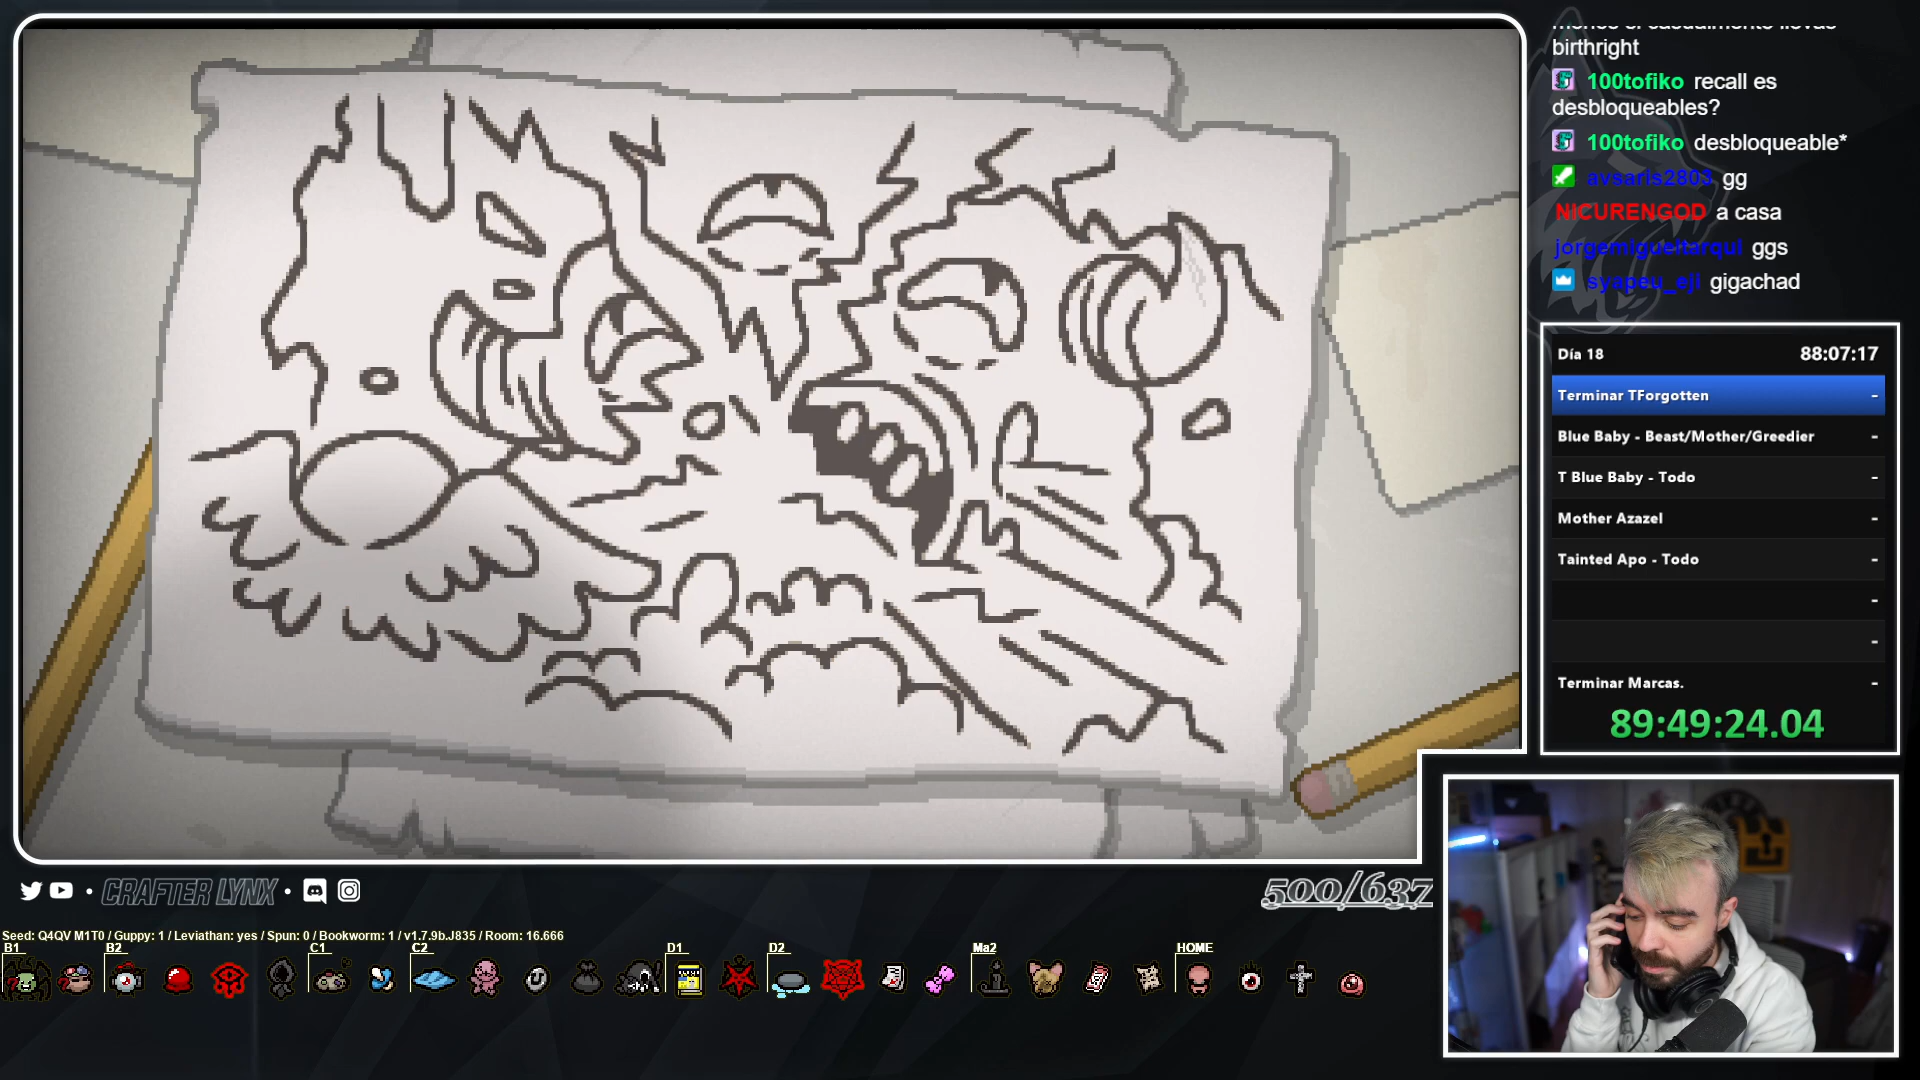 birthright
100tofiko recall es
desbloqueables?
100tofiko desbloqueable*
avsaris2803 gg
NICURENGOD a casa
jorgemigueltarqui ggs
syapeu_eji gigachad
Día 18 88:07:17
Terminar TForgotten -
Blue Baby - Beast/Mother/Greedier -
T Blue Baby - Todo -
Mother Azazel -
Tainted Apo - Todo -
-
-
Terminar Marcas. -
89:49:24.04
• CRAFTER LYNX •
500/637
Seed: Q4QV M1T0 / Guppy: 1 / Leviathan: yes / Spun: 0 / Bookworm: 1 / v1.7.9b.J835 / Room: 16.666
B1 B2 C1 C2 D1 D2 Ma2 HOME